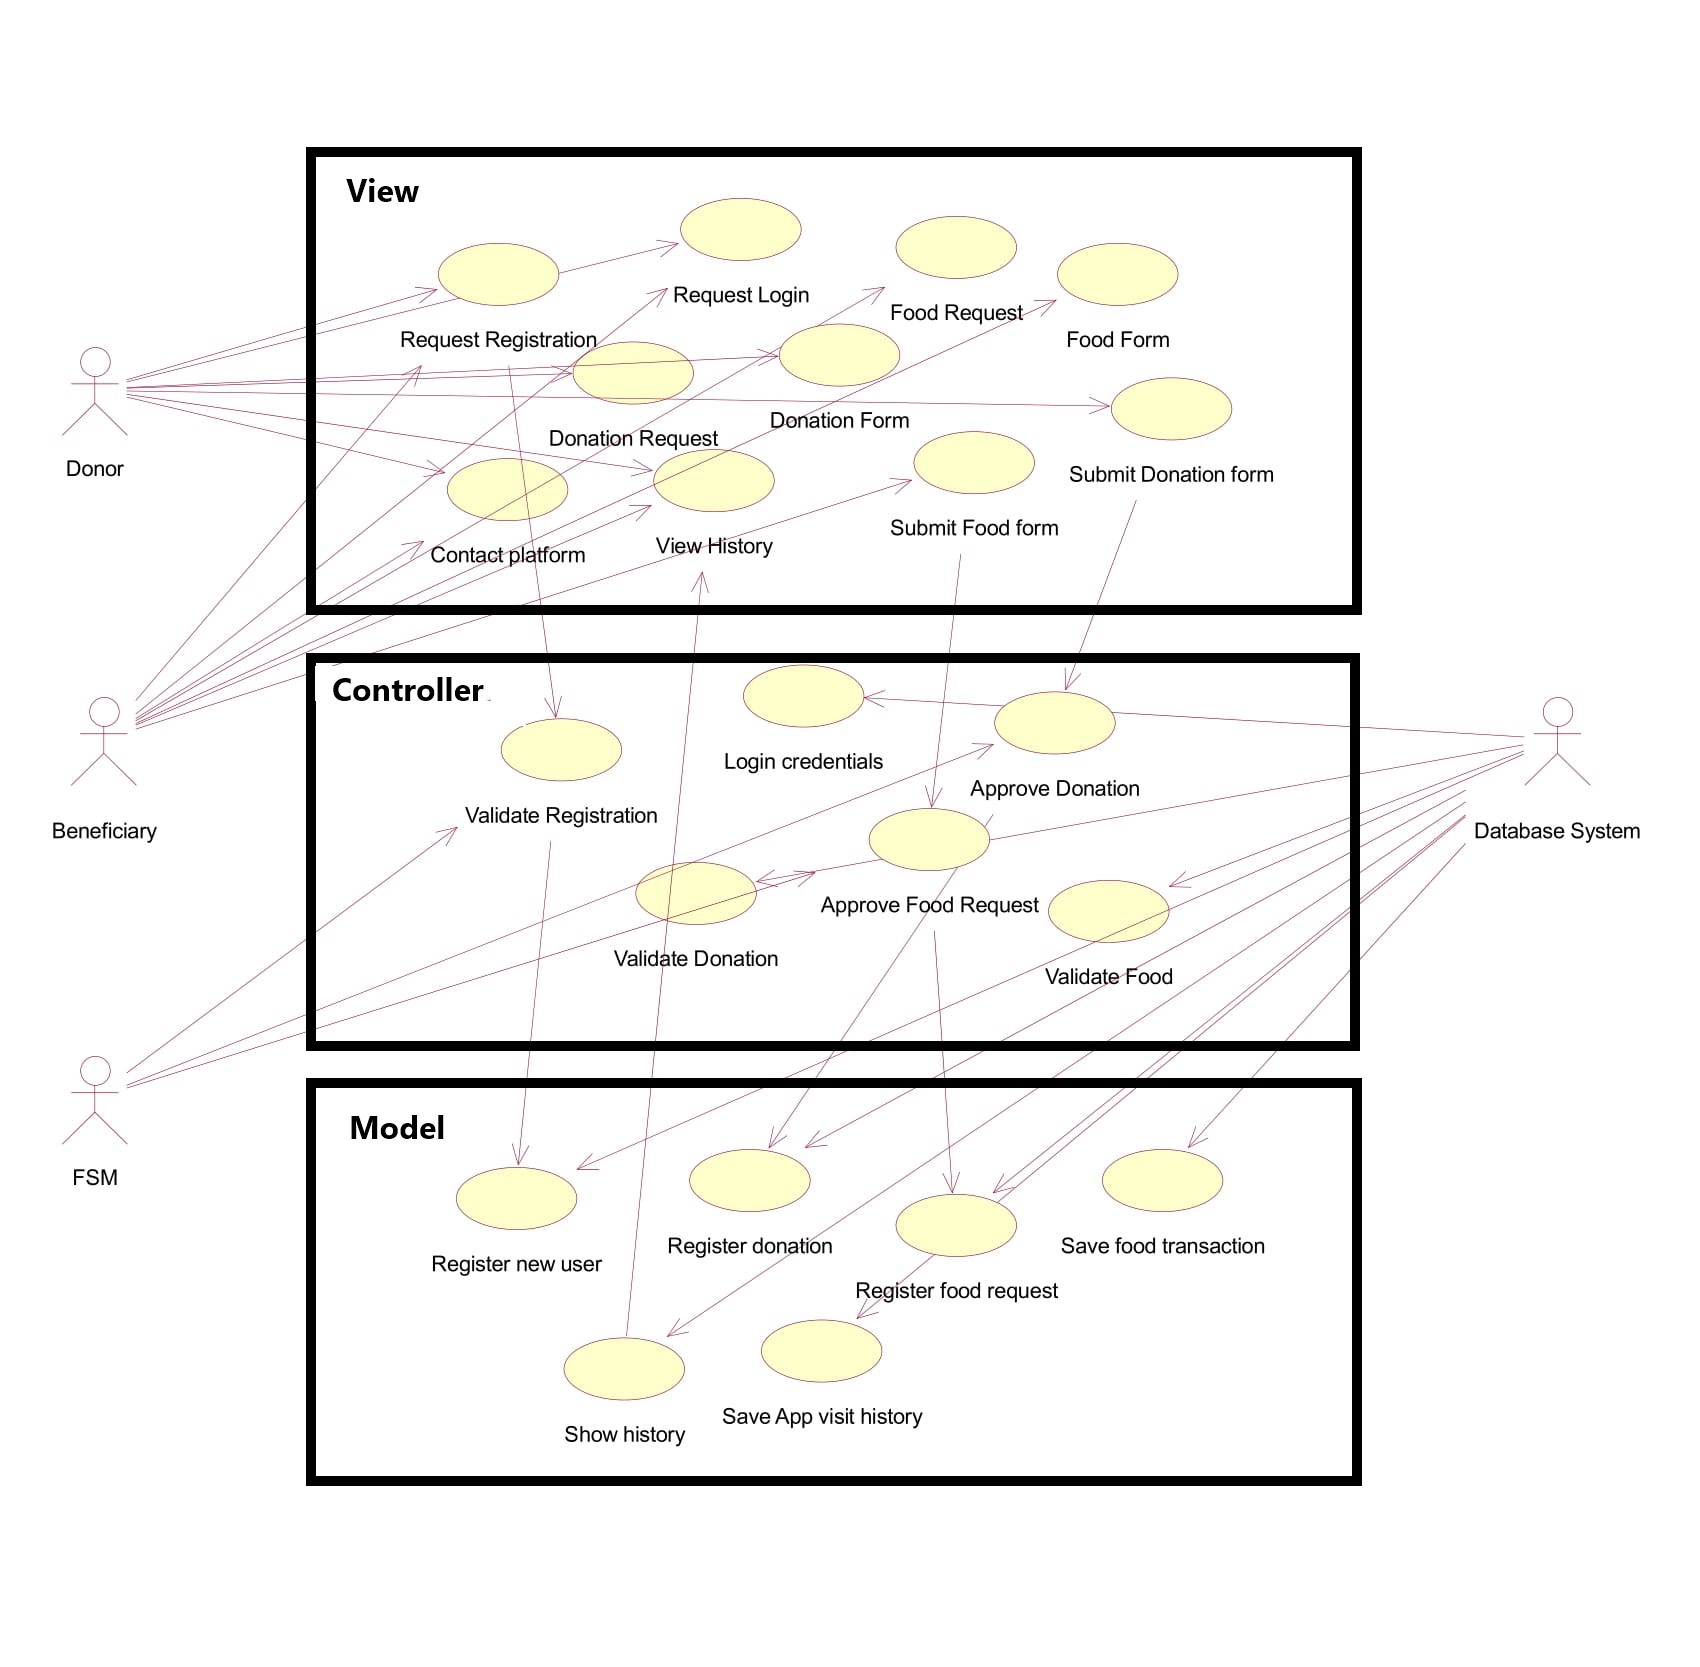 View
Request Login
Food Request
Request Registration
Food Form
Donation Form
Donation Request
Donor
Submit Donation form
Submit Food form
View History
Contact platform
Controller
Login credentials
Approve Donation
Validate Registration
Beneficiary
Database System
Approve Food Request
Validate Donation
Validate Food
Model
FSM
Register donation
Save food transaction
Register new user
Register food request
Save App visit history
Show history